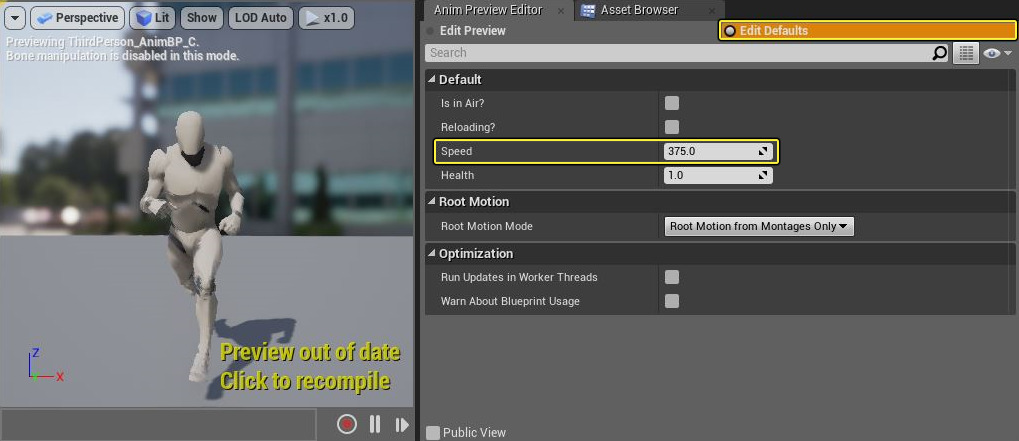 Perspective Lit Show LOD Auto x1.0
Previewing ThirdPerson_AnimBP_C.
Bone manipulation is disabled in this mode.
Z
X
Preview out of date
Click to recompile
Anim Preview Editor Asset Browser
Edit Preview Edit Defaults
Search
Default
Is in Air?
Reloading?
Speed 375.0
Health 1.0
Root Motion
Root Motion Mode Root Motion from Montages Only
Optimization
Run Updates in Worker Threads
Warn About Blueprint Usage
Public View